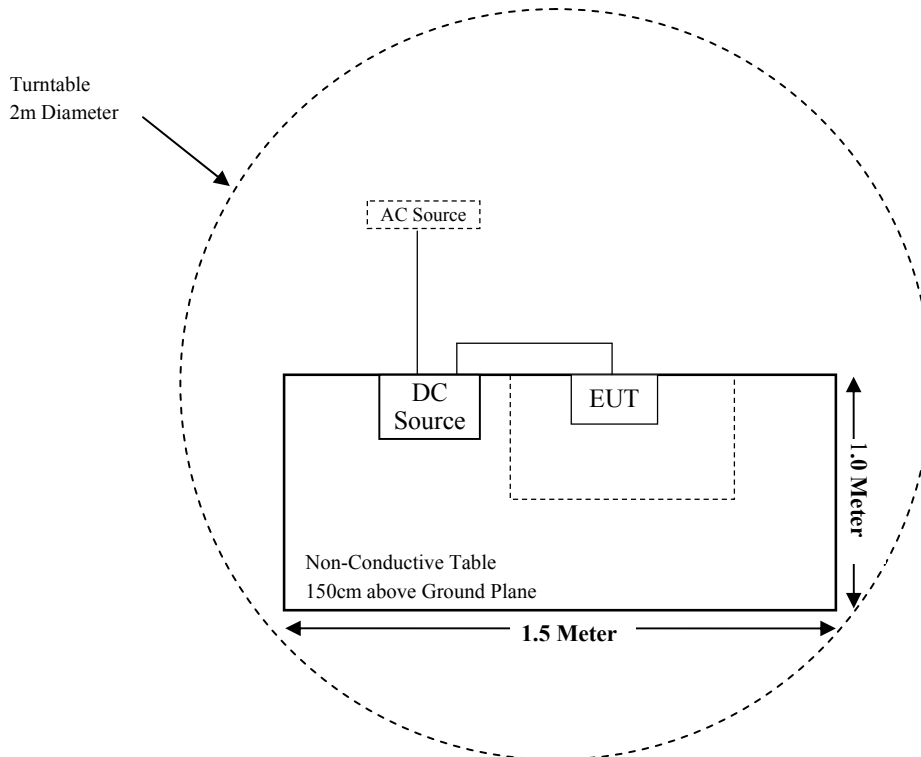 Turntable
2m Diameter
AC Source
DC
Source
EUT
1.0 Meter
Non-Conductive Table
150cm above Ground Plane
1.5 Meter